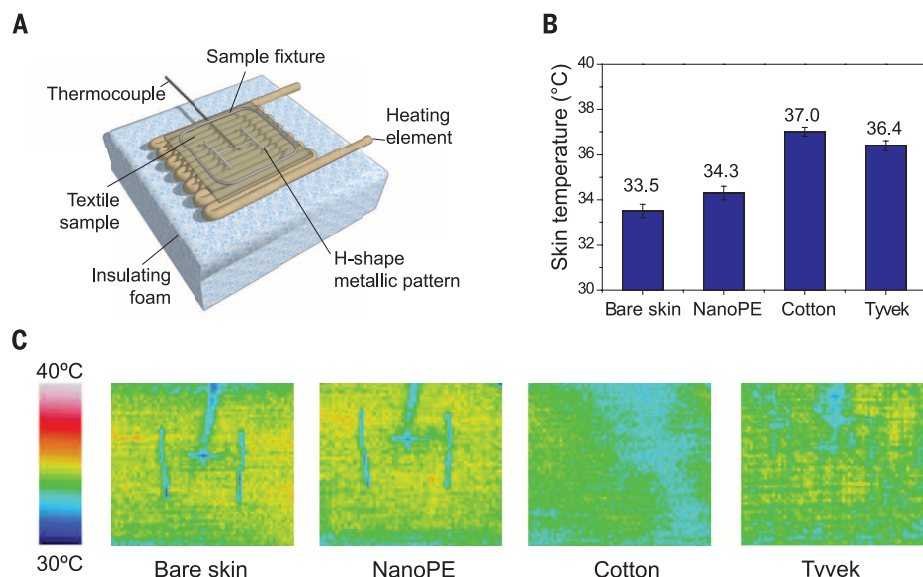 A
Sample fixture
Thermocouple
Heating
element
Textile
sample
Insulating
foam
H-shape
metallic pattern
B
Skin temperature (°C)
40
38
36
34
32
30
33.5
34.3
37.0
36.4
Bare skin
NanoPE
Cotton
Tyvek
C
40ºC
30ºC
Bare skin
NanoPE
Cotton
Tyvek